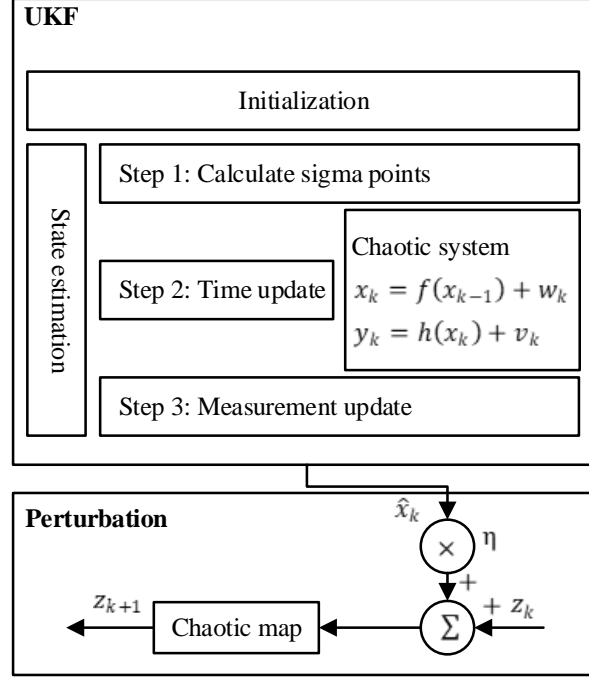 UKF
Initialization
State estimation
Step 1: Calculate sigma points
Step 2: Time update
Chaotic system
x_k = f(x_{k−1}) + w_k
y_k = h(x_k) + v_k
Step 3: Measurement update
Perturbation
x̂_k
× η
+
z_{k+1}
Chaotic map
Σ
+ z_k